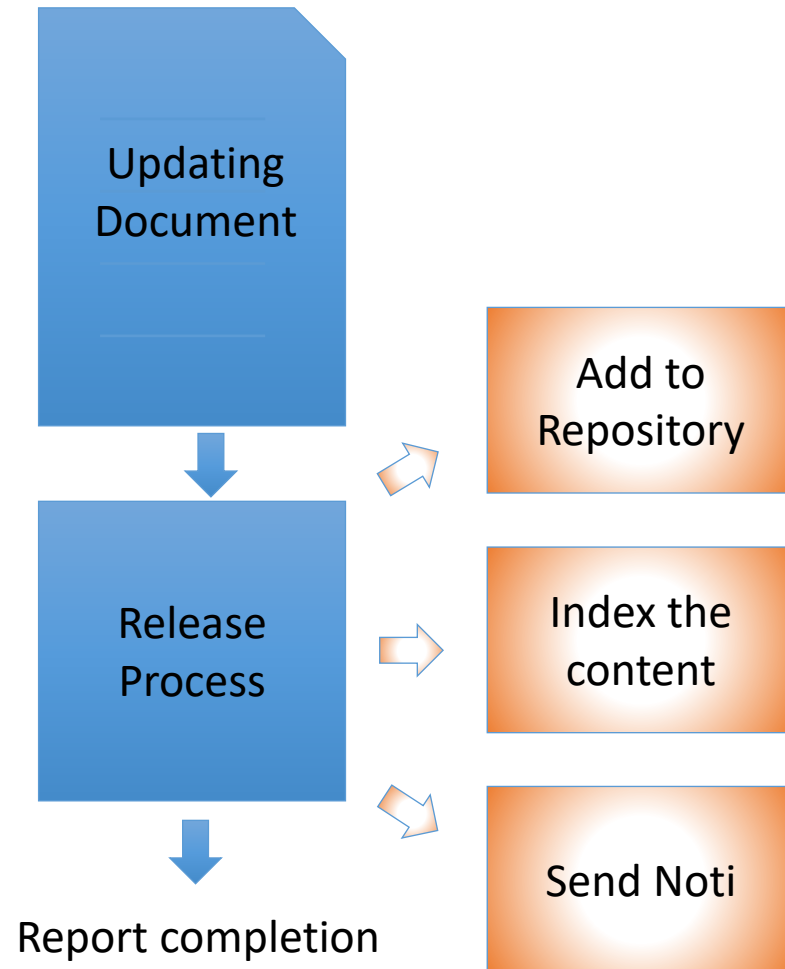 Updating
Document
Add to
Repository
Release
Process
Index the
content
Send Noti
Report completion